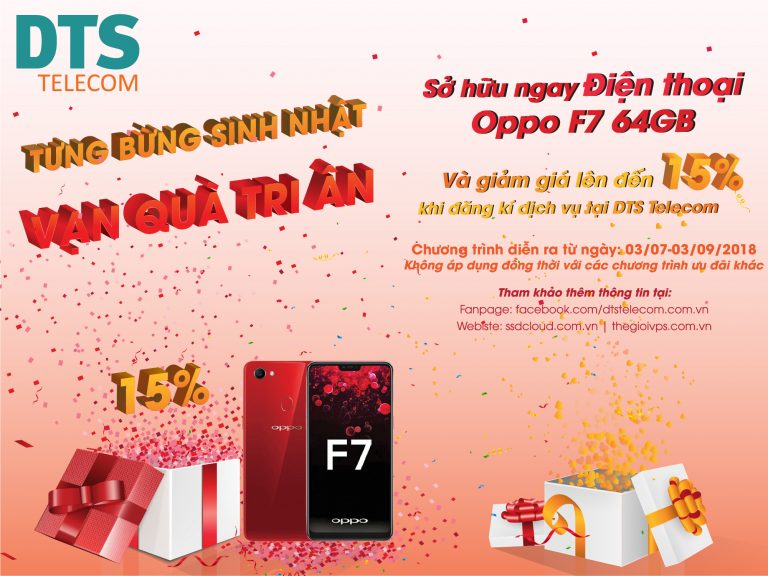 DTS
TELECOM
TƯNG BỪNG SINH NHẬT
VẠN QUÀ TRI ÂN
Sở hữu ngay Điện thoại
Oppo F7 64GB
Và giảm giá lên đến 15%
khi đăng kí dịch vụ tại DTS Telecom
Chương trình diễn ra từ ngày: 03/07-03/09/2018
Không áp dụng đồng thời với các chương trình ưu đãi khác
Tham khảo thêm thông tin tại:
Fanpage: facebook.com/dtstelecom.com.vn
Webste: ssdcloud.com.vn | thegioivps.com.vn
15%
oppo
F7
oppo